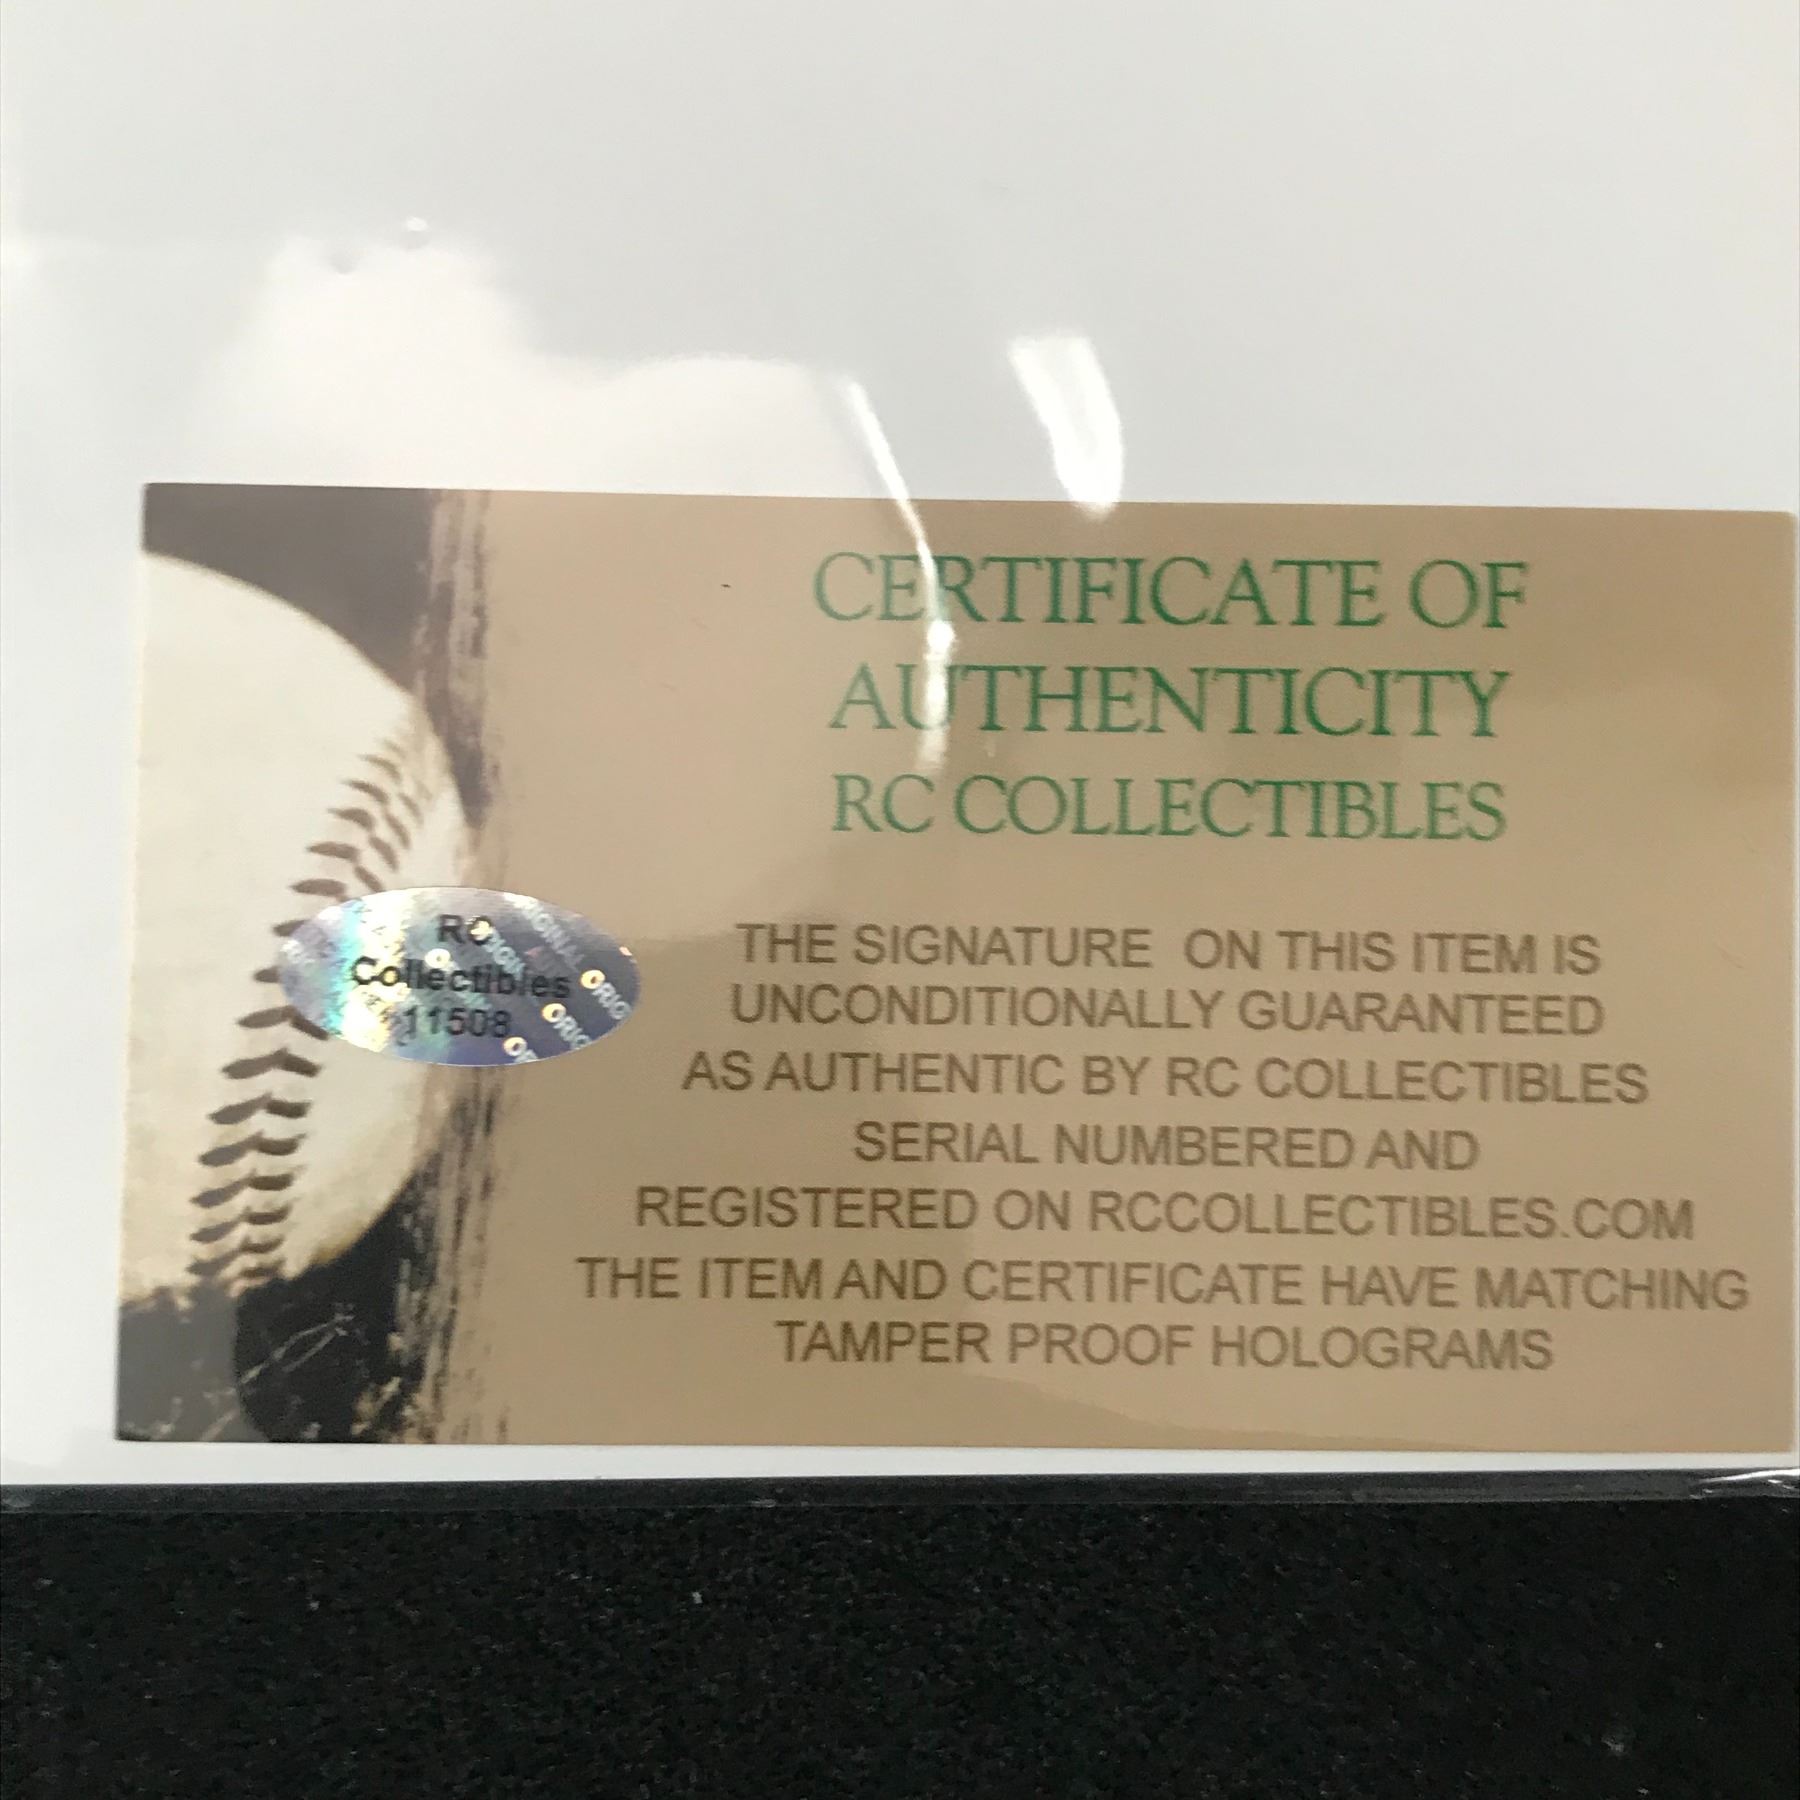 CERTIFICATE OF
AUTHENTICITY
RC COLLECTIBLES
RC
Collectibles
11508
THE SIGNATURE ON THIS ITEM IS
UNCONDITIONALLY GUARANTEED
AS AUTHENTIC BY RC COLLECTIBLES
SERIAL NUMBERED AND
REGISTERED ON RCCOLLECTIBLES.COM
THE ITEM AND CERTIFICATE HAVE MATCHING
TAMPER PROOF HOLOGRAMS